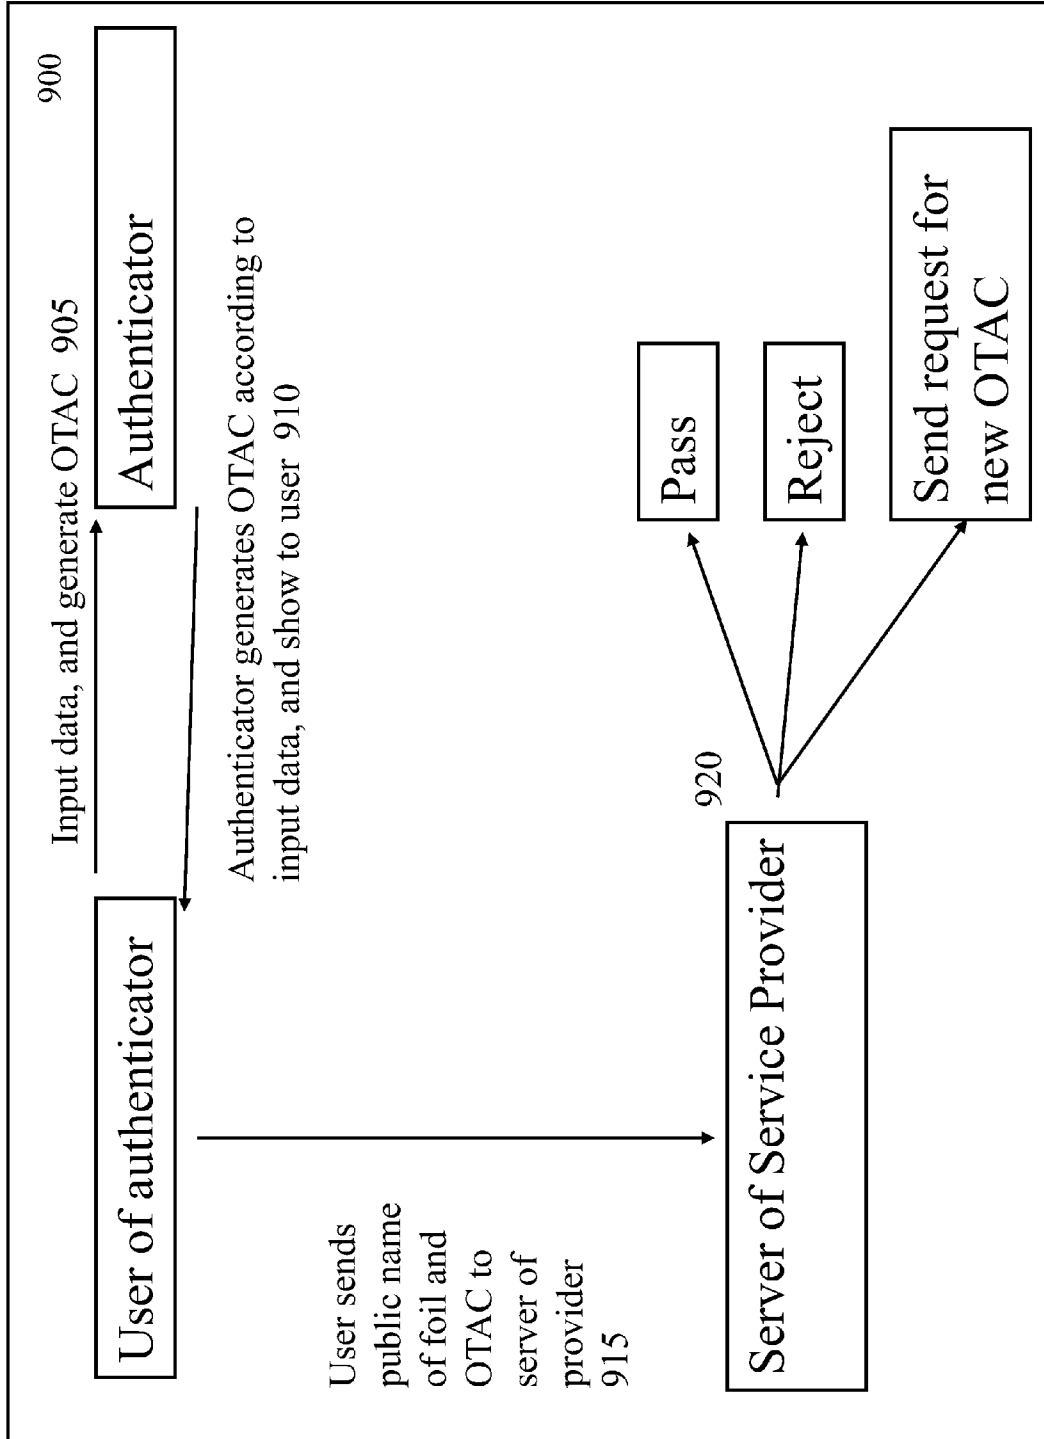 900
Input data, and generate OTAC 905
User of authenticator
Authenticator
Authenticator generates OTAC according to
input data, and show to user 910
User sends
public name
of foil and
OTAC to
server of
provider
915
920
Server of Service Provider
Pass
Reject
Send request for
new OTAC